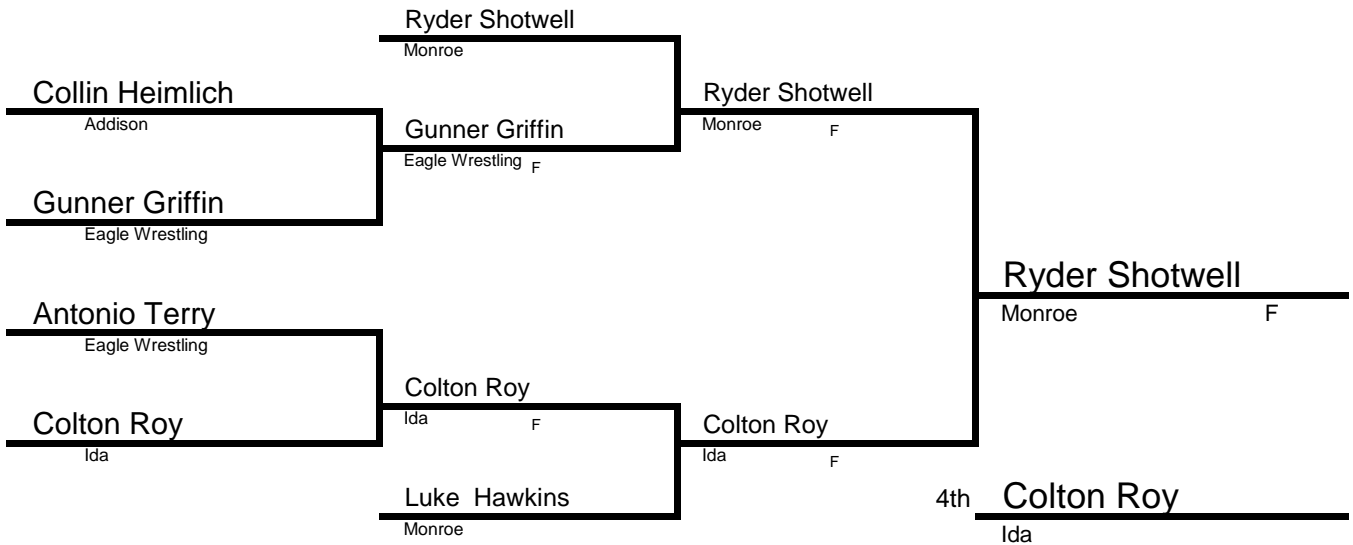 Ryder Shotwell
Monroe
Collin Heimlich
Addison
Ryder Shotwell
Monroe F
Gunner Griffin
Eagle Wrestling F
Gunner Griffin
Eagle Wrestling
Ryder Shotwell
Monroe F
Antonio Terry
Eagle Wrestling
Colton Roy
Ida F
Colton Roy
Ida
Colton Roy
Ida F
Luke Hawkins
Monroe
4th Colton Roy
Ida